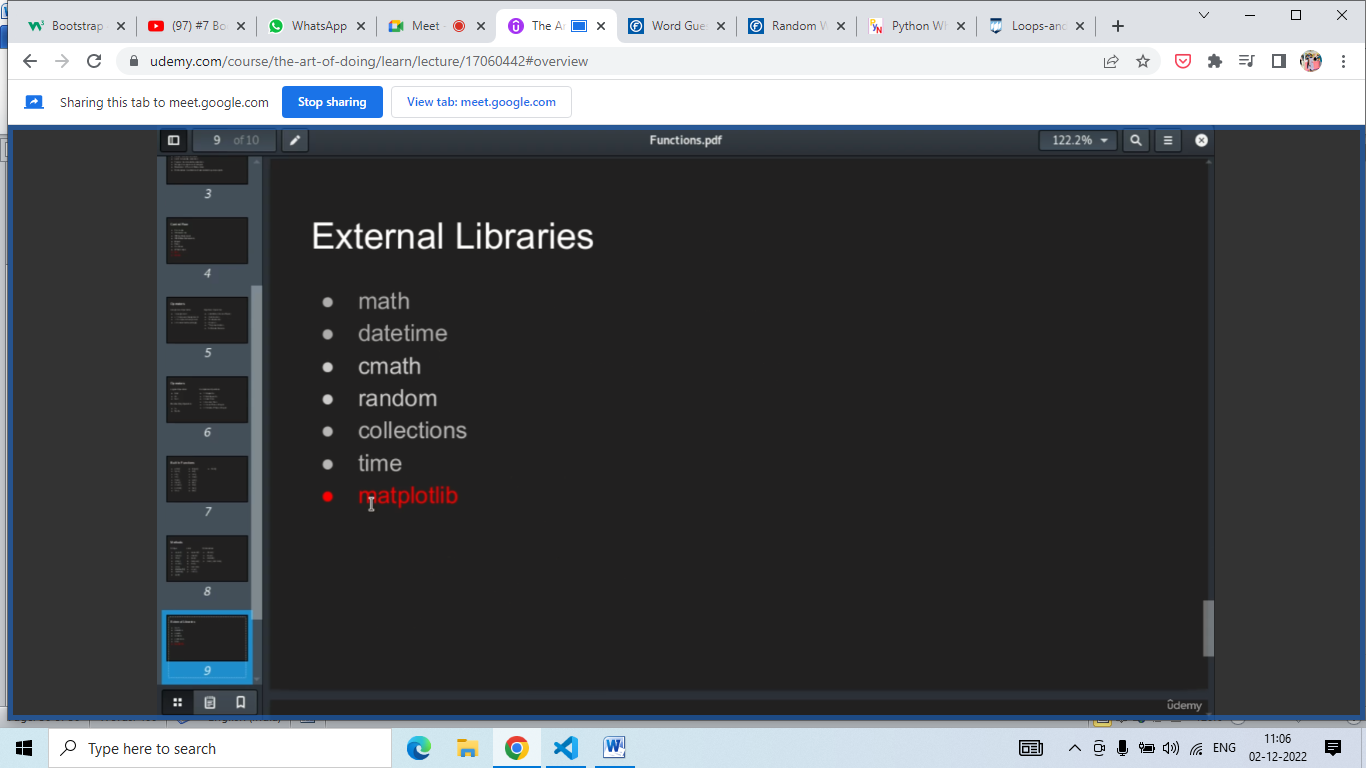 Bootstrap
(97) #7 Bo
WhatsApp
Meet -
The Ar
Word Gues
Random W
Python Wh
Loops-and
udemy.com/course/the-art-of-doing/learn/lecture/17060442#overview
Sharing this tab to meet.google.com
Stop sharing
View tab: meet.google.com
9 of 10
Functions.pdf
122.2%
3
4
5
6
7
8
9
External Libraries
• math
• datetime
• cmath
• random
• collections
• time
• matplotlib
ûdemy
Type here to search
ENG
11:06
02-12-2022